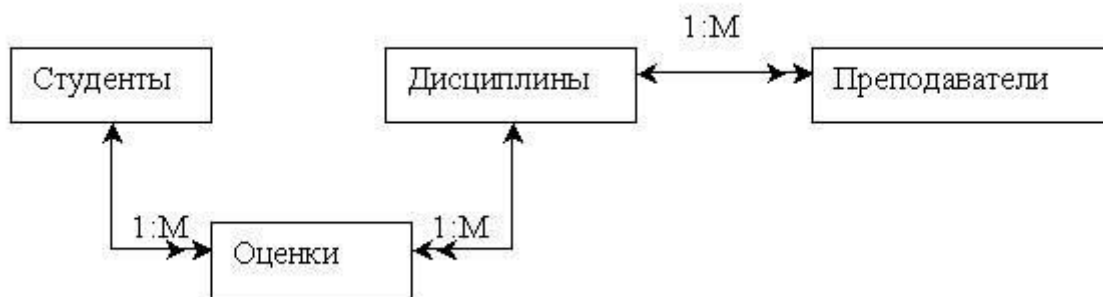 1:M
Студенты
Дисциплины
Преподаватели
1:M
1:M
Оценки